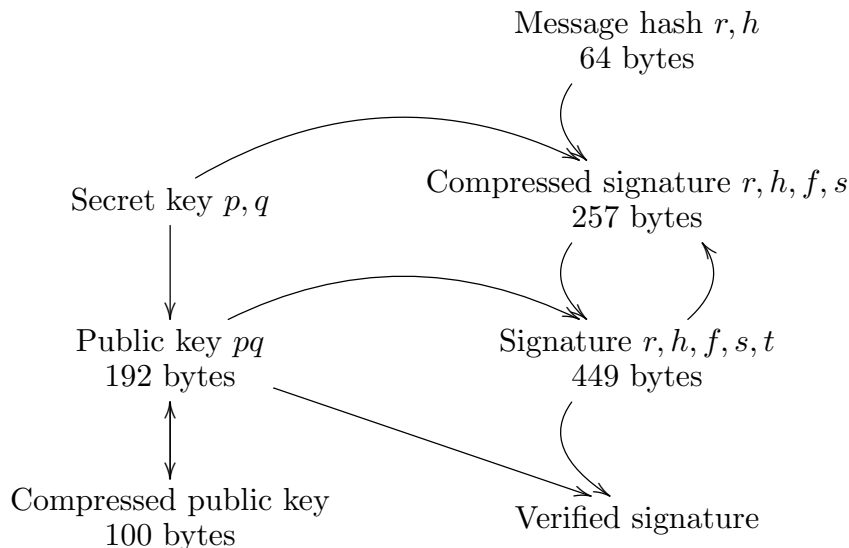 Message hash r, h
64 bytes
Secret key p, q
Compressed signature r, h, f, s
257 bytes
Public key pq
192 bytes
Signature r, h, f, s, t
449 bytes
Compressed public key
100 bytes
Verified signature